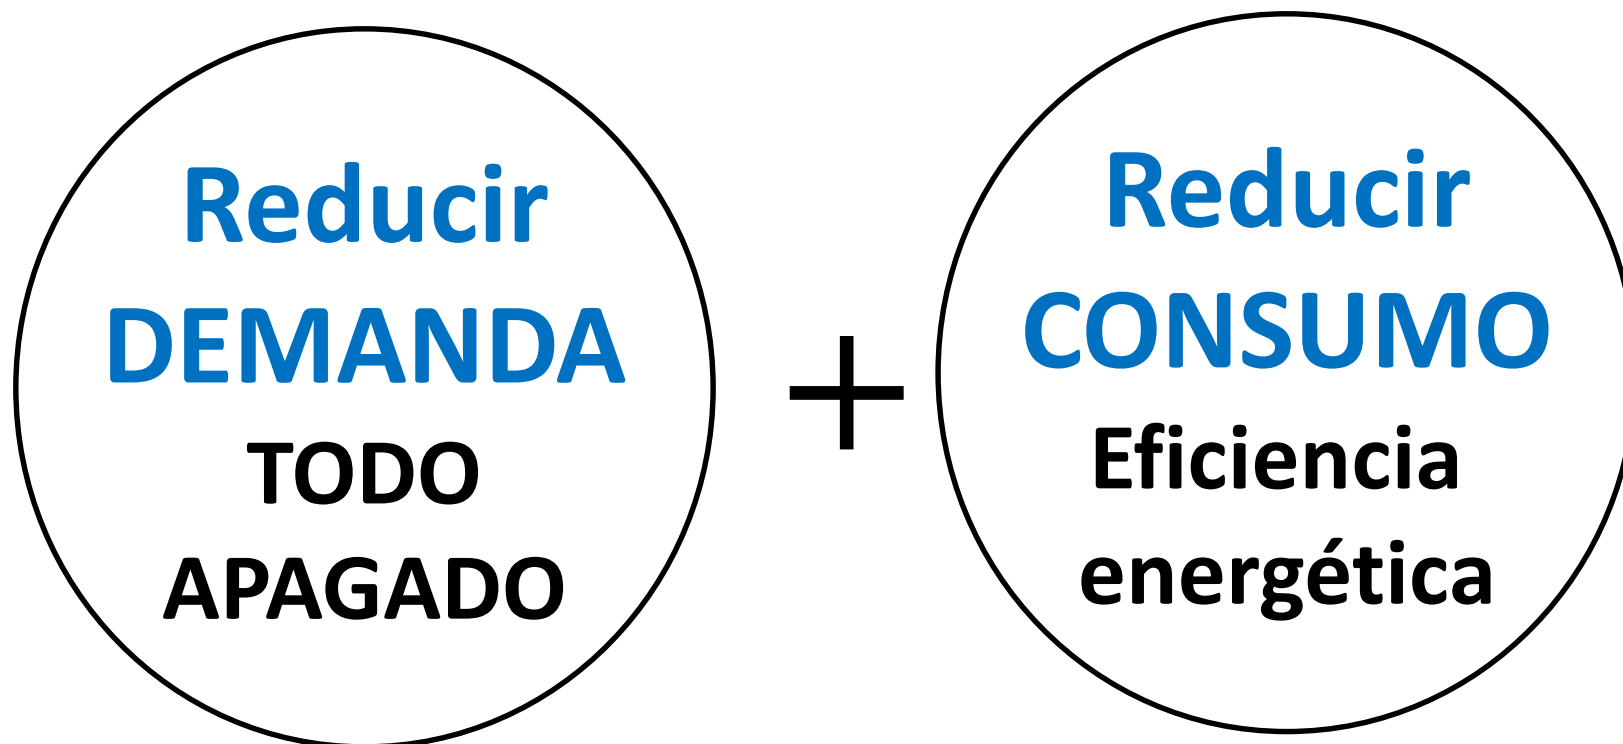 Reducir
DEMANDA
TODO
APAGADO
+
Reducir
CONSUMO
Eficiencia
energética